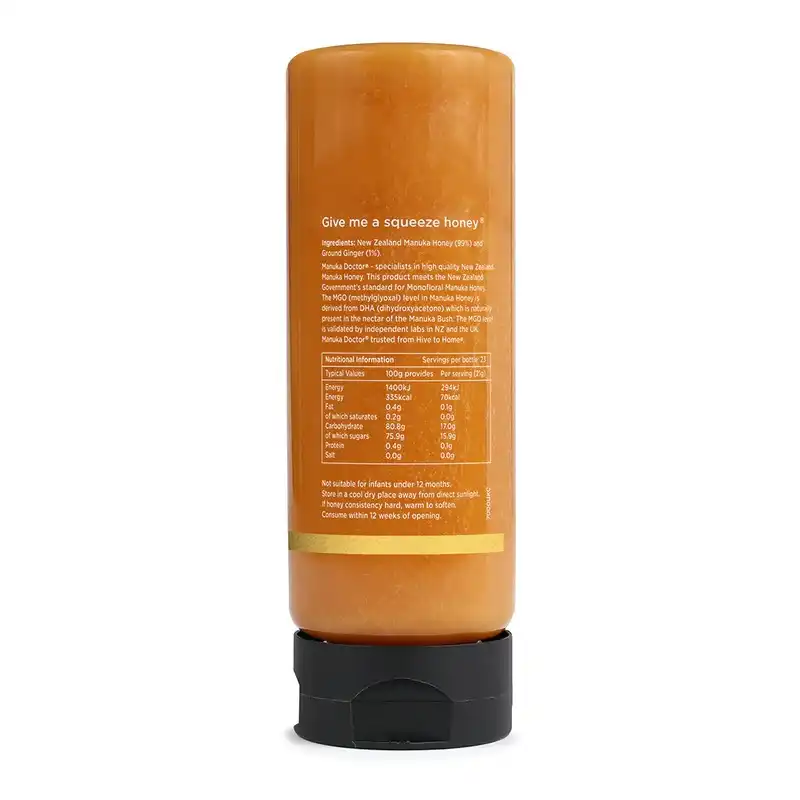 Give me a squeeze honey®
Ingredients: New Zealand Manuka Honey (99%) and
Ground Ginger (1%).
Manuka Doctor® - specialists in high quality New Zealand
Manuka Honey. This product meets the New Zealand
Government's standard for Monofloral Manuka Honey.
The MGO (methylglyoxal) level in Manuka Honey is
derived from DHA (dihydroxyacetone) which is naturally
present in the nectar of the Manuka Bush. The MGO level
is validated by independent labs in NZ and the UK.
Manuka Doctor® trusted from Hive to Home®.
Nutritional Information Servings per bottle 23
Typical Values 100g provides Per serving (21g)
Energy 1400kJ 294kJ
Energy 335kcal 70kcal
Fat 0.4g 0.1g
of which saturates 0.2g 0.0g
Carbohydrate 80.8g 17.0g
of which sugars 75.9g 15.9g
Protein 0.4g 0.1g
Salt 0.0g 0.0g
Not suitable for infants under 12 months.
Store in a cool dry place away from direct sunlight.
If honey consistency hard, warm to soften.
Consume within 12 weeks of opening.